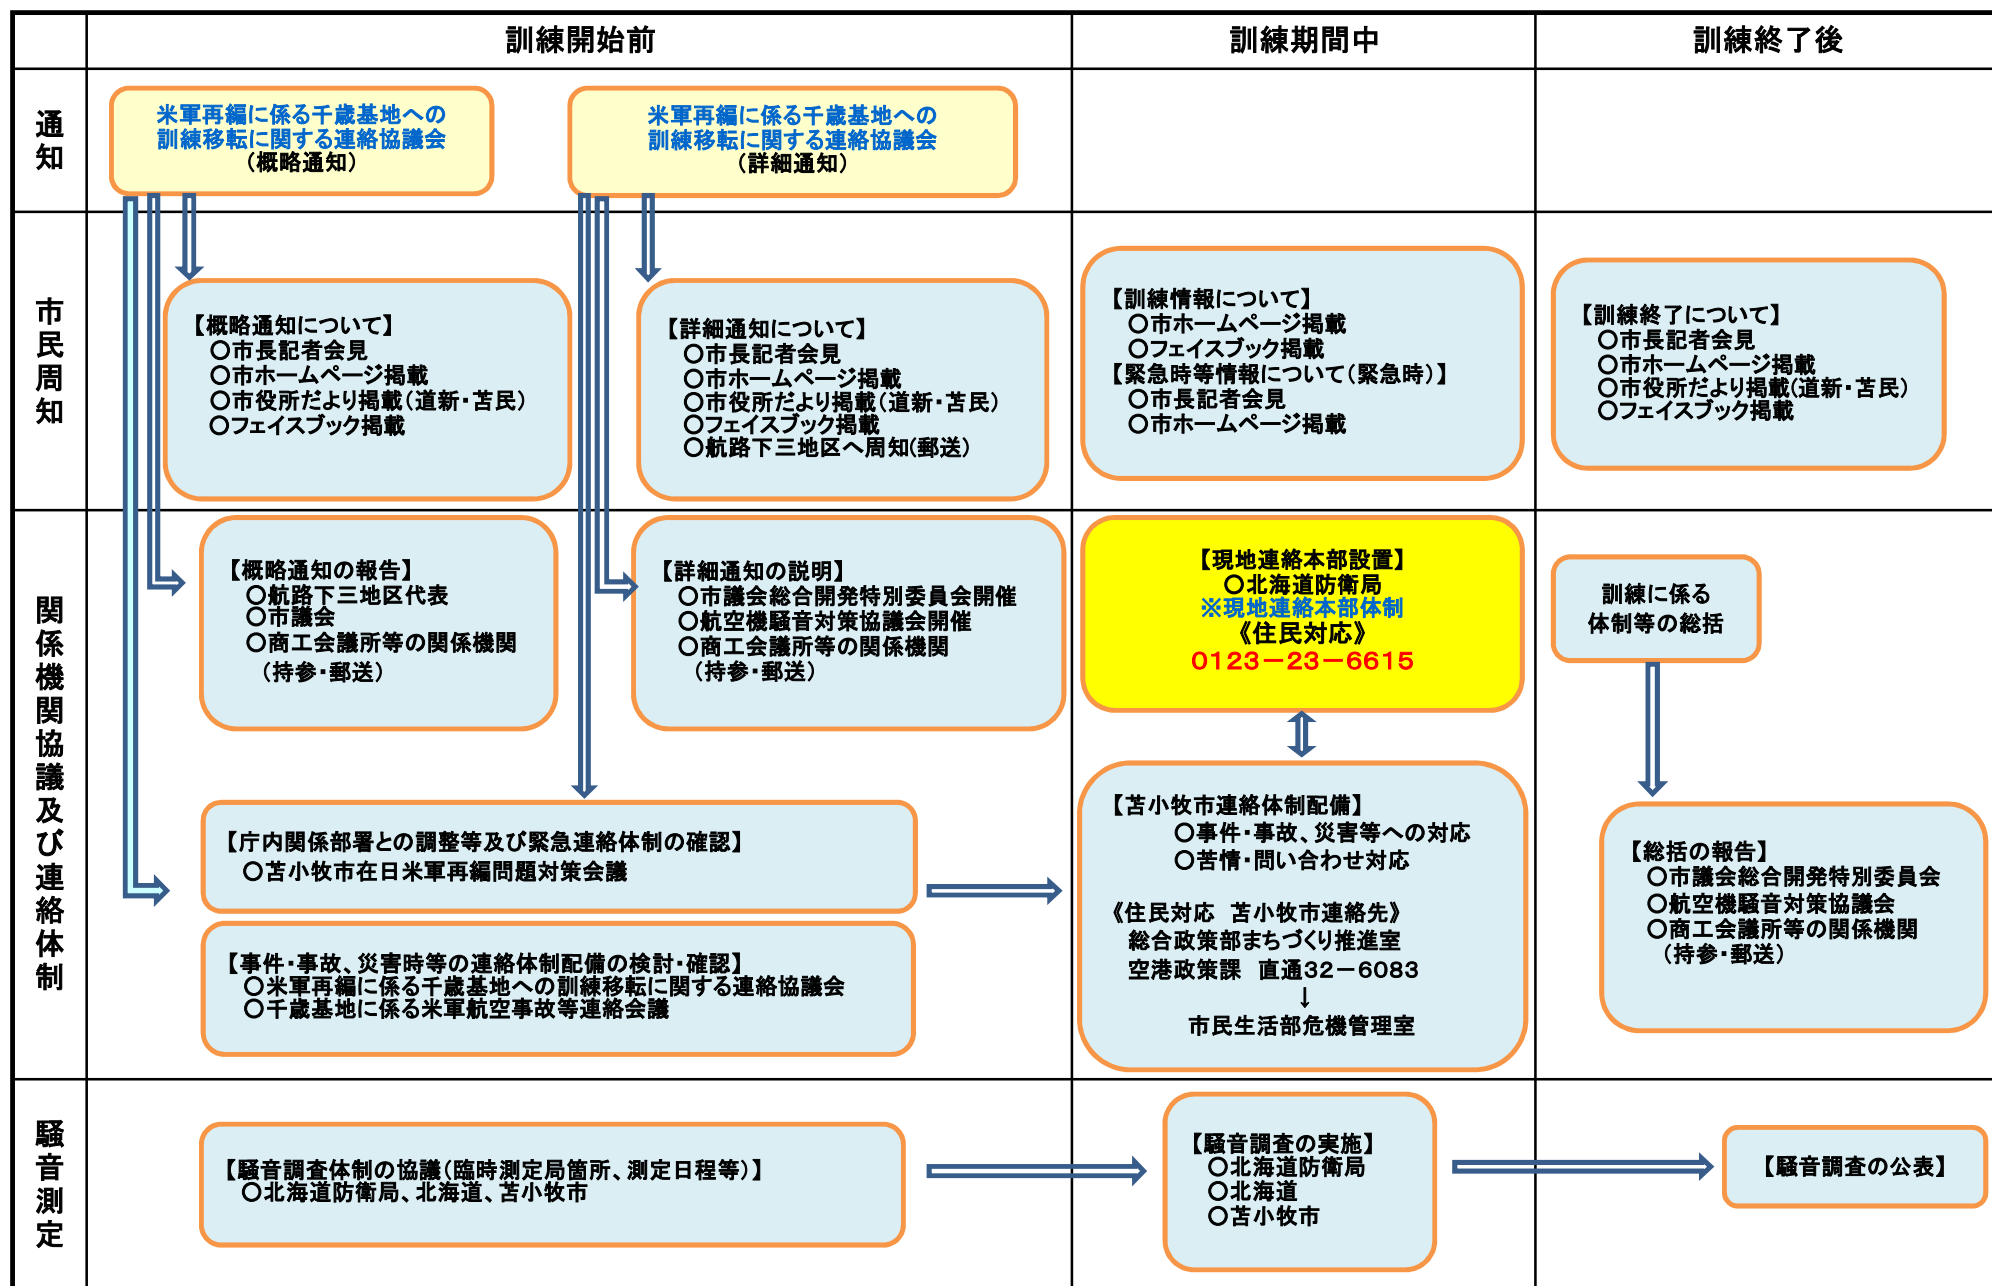 訓練開始前
訓練期間中
訓練終了後
通知
米軍再編に係る千歳基地への
訓練移転に関する連絡協議会
(概略通知)
米軍再編に係る千歳基地への
訓練移転に関する連絡協議会
(詳細通知)
市民周知
【概略通知について】
○市長記者会見
○市ホームページ掲載
○市役所だより掲載(道新・苫民)
○フェイスブック掲載
【詳細通知について】
○市長記者会見
○市ホームページ掲載
○市役所だより掲載(道新・苫民)
○フェイスブック掲載
○航路下三地区へ周知(郵送)
【訓練情報について】
○市ホームページ掲載
○フェイスブック掲載
【緊急時等情報について(緊急時)】
○市長記者会見
○市ホームページ掲載
【訓練終了について】
○市長記者会見
○市ホームページ掲載
○市役所だより掲載(道新・苫民)
○フェイスブック掲載
関係機関協議及び連絡体制
【概略通知の報告】
○航路下三地区代表
○市議会
○商工会議所等の関係機関
(持参・郵送)
【詳細通知の説明】
○市議会総合開発特別委員会開催
○航空機騒音対策協議会開催
○商工会議所等の関係機関
(持参・郵送)
【現地連絡本部設置】
○北海道防衛局
※現地連絡本部体制
《住民対応》
0123-23-6615
訓練に係る
体制等の総括
【庁内関係部署との調整等及び緊急連絡体制の確認】
○苫小牧市在日米軍再編問題対策会議
【事件・事故、災害時等の連絡体制配備の検討・確認】
○米軍再編に係る千歳基地への訓練移転に関する連絡協議会
○千歳基地に係る米軍航空事故等連絡会議
【苫小牧市連絡体制配備】
○事件・事故、災害等への対応
○苦情・問い合わせ対応
《住民対応 苫小牧市連絡先》
総合政策部まちづくり推進室
空港政策課 直通32-6083
↓
市民生活部危機管理室
【総括の報告】
○市議会総合開発特別委員会
○航空機騒音対策協議会
○商工会議所等の関係機関
(持参・郵送)
騒音測定
【騒音調査体制の協議(臨時測定局箇所、測定日程等)】
○北海道防衛局、北海道、苫小牧市
【騒音調査の実施】
○北海道防衛局
○北海道
○苫小牧市
【騒音調査の公表】